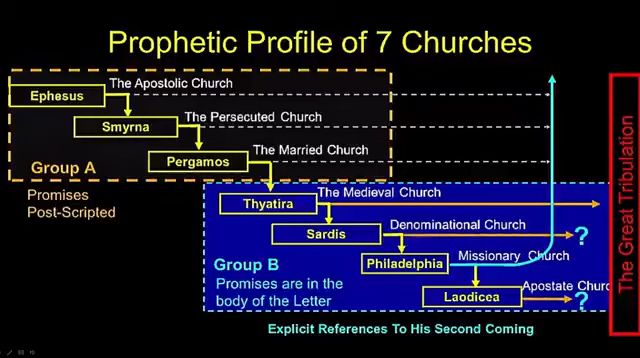 Prophetic Profile of 7 Churches
The Apostolic Church
Ephesus
The Persecuted Church
Smyrna
The Married Church
Pergamos
Group A
Promises
Post-Scripted
The Medieval Church
Thyatira
Denominational Church
Sardis
?
Missionary Church
Philadelphia
Group B
Promises are in the
body of the Letter
Apostate Churc
Laodicea
?
Explicit References To His Second Coming
The Great Tribulation